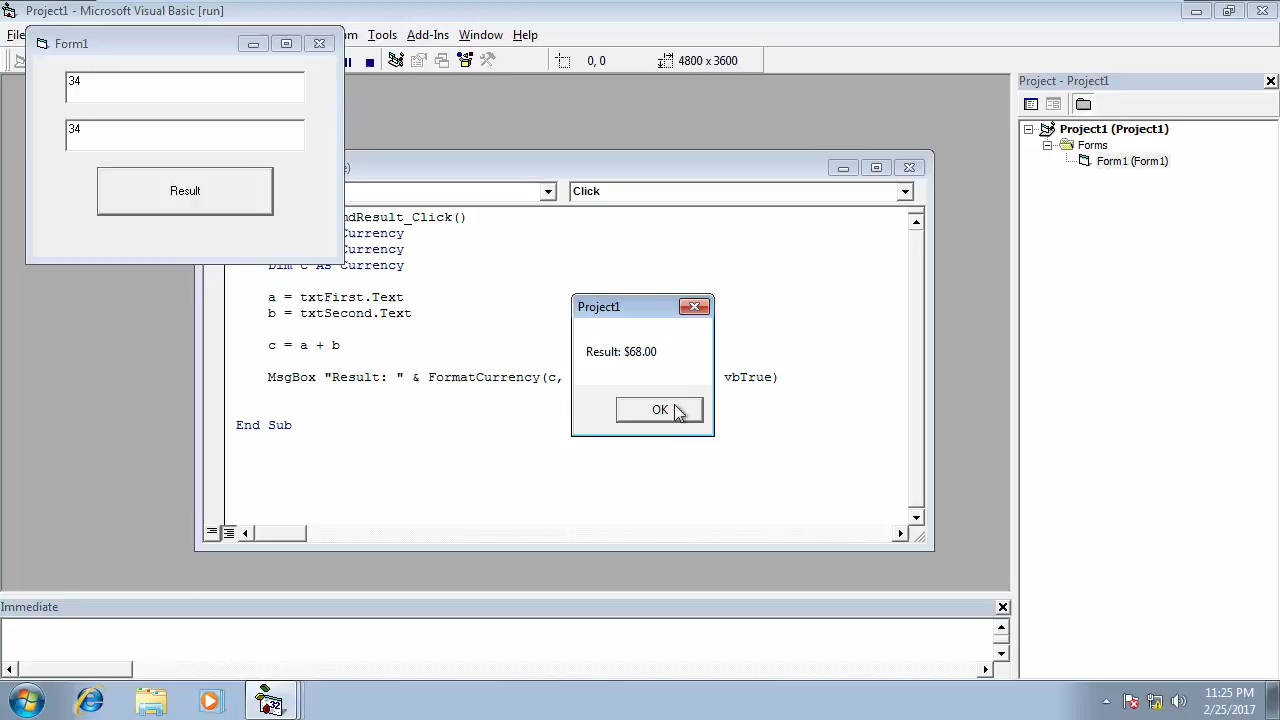 Project1 - Microsoft Visual Basic [run]
Tools Add-Ins Window Help
0, 0
4800 x 3600
Form1
34
34
Result
Project - Project1
Project1 (Project1)
Forms
Form1 (Form1)
Click
ndResult_Click()
Currency
Currency
Dim c As Currency
a = txtFirst.Text
b = txtSecond.Text
c = a + b
MsgBox "Result: " & FormatCurrency(c, vbTrue)
End Sub
Project1
Result: $68.00
OK
Immediate
32
11:25 PM
2/25/2017